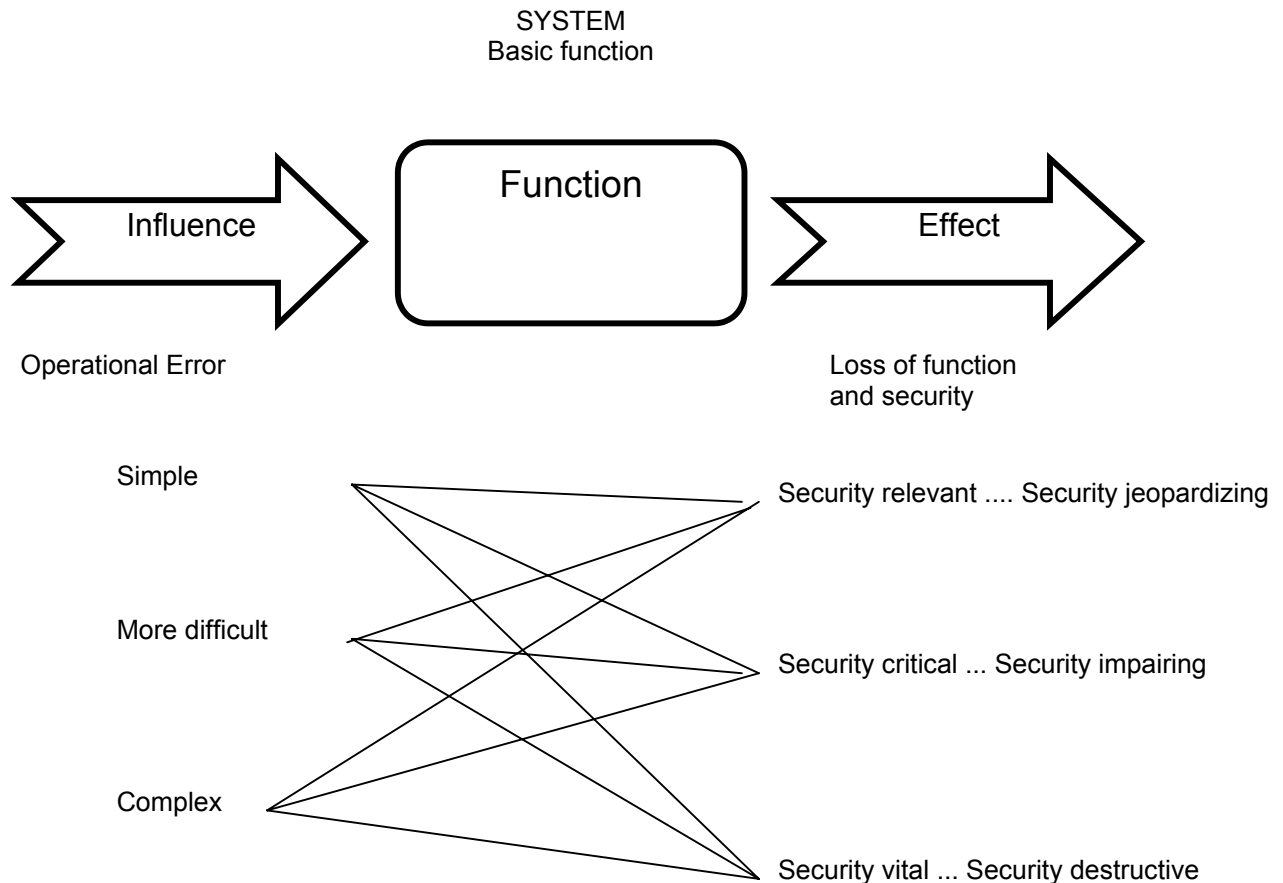 SYSTEM
Basic function
Influence
Function
Effect
Operational Error
Loss of function
and security
Simple
Security relevant .... Security jeopardizing
More difficult
Security critical ... Security impairing
Complex
Security vital ... Security destructive